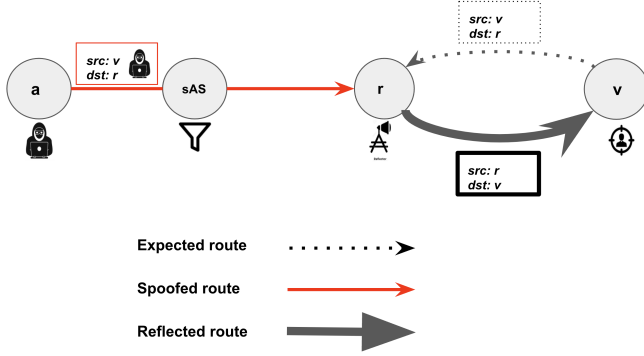 src: v
dst: r
src: v
dst: r
a
sAS
r
v
src: r
dst: v
Expected route
Spoofed route
Reflected route